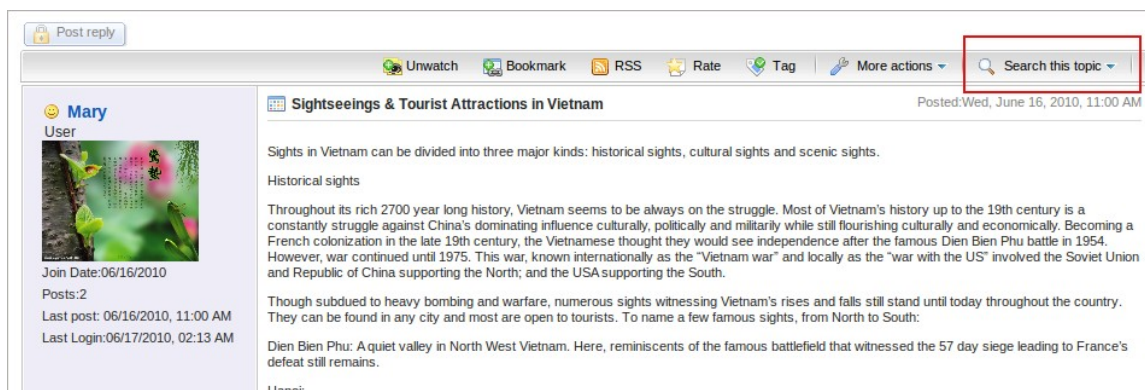 Post reply
Unwatch Bookmark RSS Rate Tag More actions Search this topic
Mary
User
Join Date:06/16/2010
Posts:2
Last post: 06/16/2010, 11:00 AM
Last Login:06/17/2010, 02:13 AM
Sightseeings & Tourist Attractions in Vietnam
Posted:Wed, June 16, 2010, 11:00 AM
Sights in Vietnam can be divided into three major kinds: historical sights, cultural sights and scenic sights.
Historical sights
Throughout its rich 2700 year long history, Vietnam seems to be always on the struggle. Most of Vietnam's history up to the 19th century is a
constantly struggle against China's dominating influence culturally, politically and militarily while still flourishing culturally and economically. Becoming a
French colonization in the late 19th century, the Vietnamese thought they would see independence after the famous Dien Bien Phu battle in 1954.
However, war continued until 1975. This war, known internationally as the “Vietnam war” and locally as the “war with the US” involved the Soviet Union
and Republic of China supporting the North; and the USA supporting the South.
Though subdued to heavy bombing and warfare, numerous sights witnessing Vietnam's rises and falls still stand until today throughout the country.
They can be found in any city and most are open to tourists. To name a few famous sights, from North to South:
Dien Bien Phu: A quiet valley in North West Vietnam. Here, reminiscents of the famous battlefield that witnessed the 57 day siege leading to France's
defeat still remains.